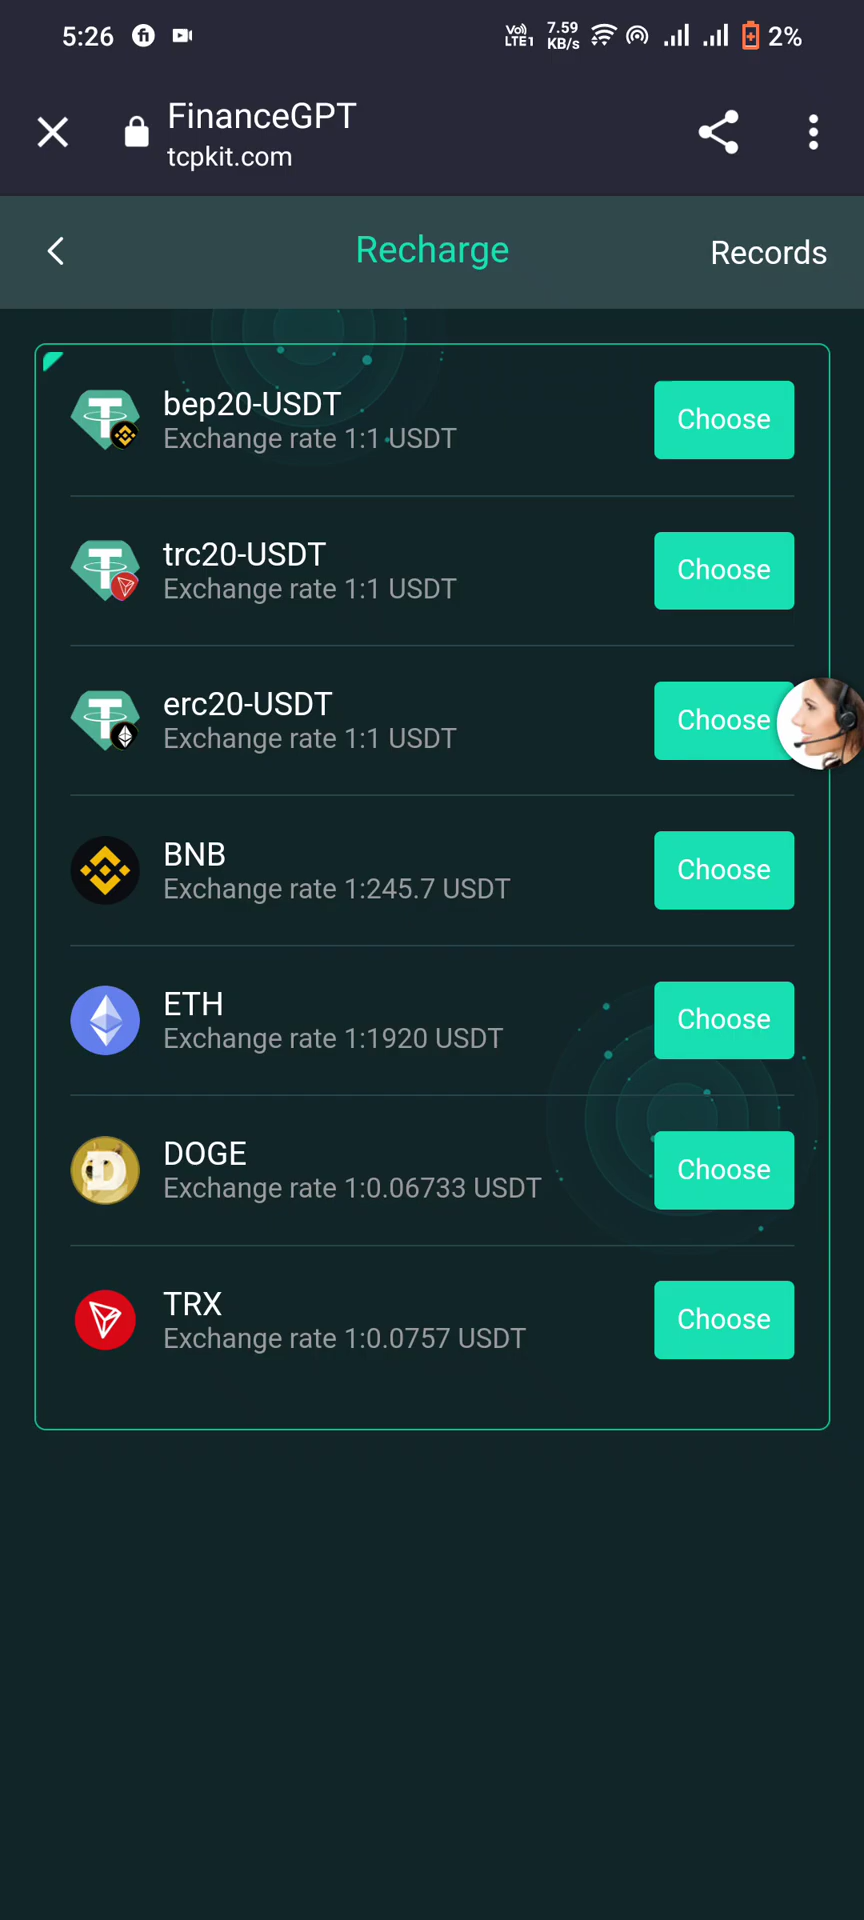 5:26
Vo) LTE1
7.59 KB/s
2%
FinanceGPT
tcpkit.com
Recharge
Records
bep20-USDT
Exchange rate 1:1 USDT
Choose
trc20-USDT
Exchange rate 1:1 USDT
Choose
erc20-USDT
Exchange rate 1:1 USDT
Choose
BNB
Exchange rate 1:245.7 USDT
Choose
ETH
Exchange rate 1:1920 USDT
Choose
DOGE
Exchange rate 1:0.06733 USDT
Choose
TRX
Exchange rate 1:0.0757 USDT
Choose